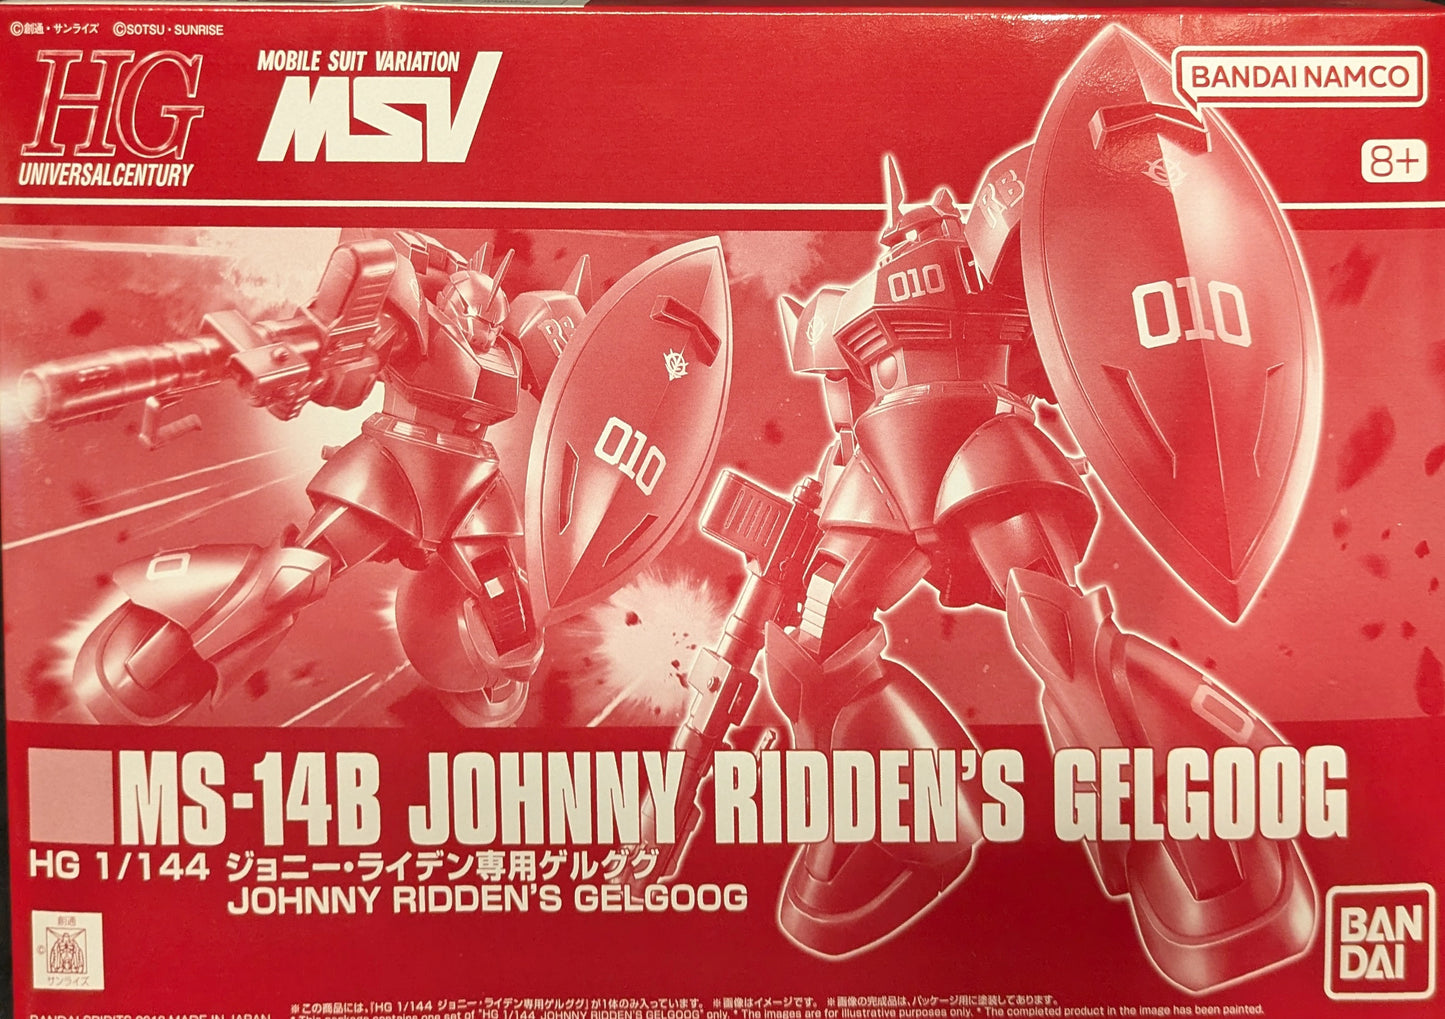 ©創通・サンライズ ©SOTSU・SUNRISE
HG
UNIVERSAL CENTURY
MOBILE SUIT VARIATION
MSV
BANDAI NAMCO
8+
RB
010
010
RB
010
0
0
MS-14B JOHNNY RIDDEN'S GELGOOG
HG 1/144 ジョニー・ライデン専用ゲルググ
JOHNNY RIDDEN'S GELGOOG
創通
©
サンライズ
BAN
DAI
※この商品には、「HG 1/144 ジョニー・ライデン専用ゲルググ」が1体のみ入っています。 ※画像はイメージです。 ※画像の完成品は、パッケージ用に塗装してあります。
* This package contains one set of "HG 1/144 JOHNNY RIDDEN'S GELGOOG" only. * The images are for illustrative purposes only. * The completed product in the image has been painted.
BANDAI SPIRITS 2018 MADE IN JAPAN